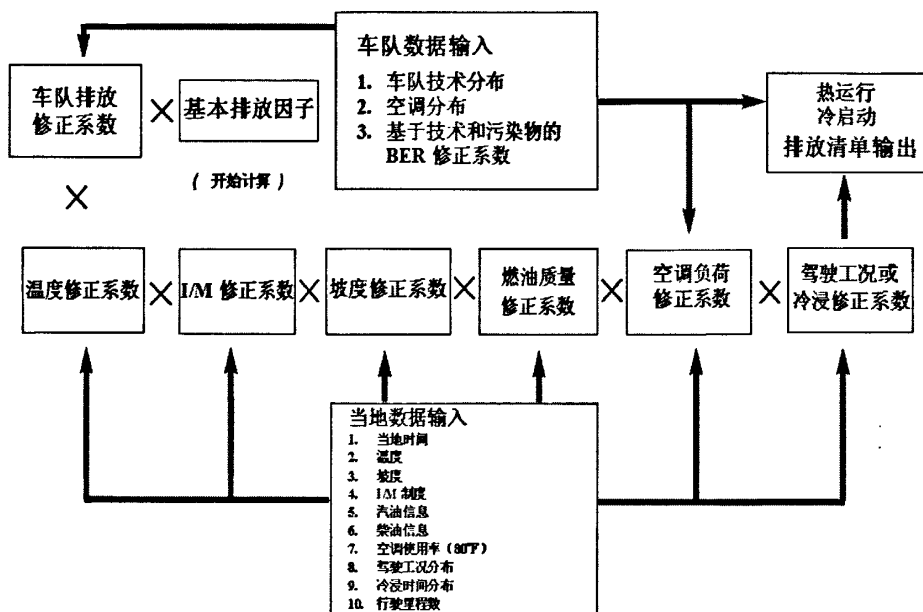 车队数据输入
1. 车队技术分布
2. 空调分布
3. 基于技术和污染物的
BER 修正系数
车队排放
修正系数
×
基本排放因子
( 开始计算 )
热运行
冷启动
排放清单输出
×
温度修正系数
×
I/M 修正系数
×
坡度修正系数
×
燃油质量
修正系数
×
空调负荷
修正系数
×
驾驶工况或
冷浸修正系数
当地数据输入
1. 当地时间
2. 温度
3. 坡度
4. I/M 制度
5. 汽油信息
6. 柴油信息
7. 空调使用率（80℉）
8. 驾驶工况分布
9. 冷浸时间分布
10. 行驶里程数